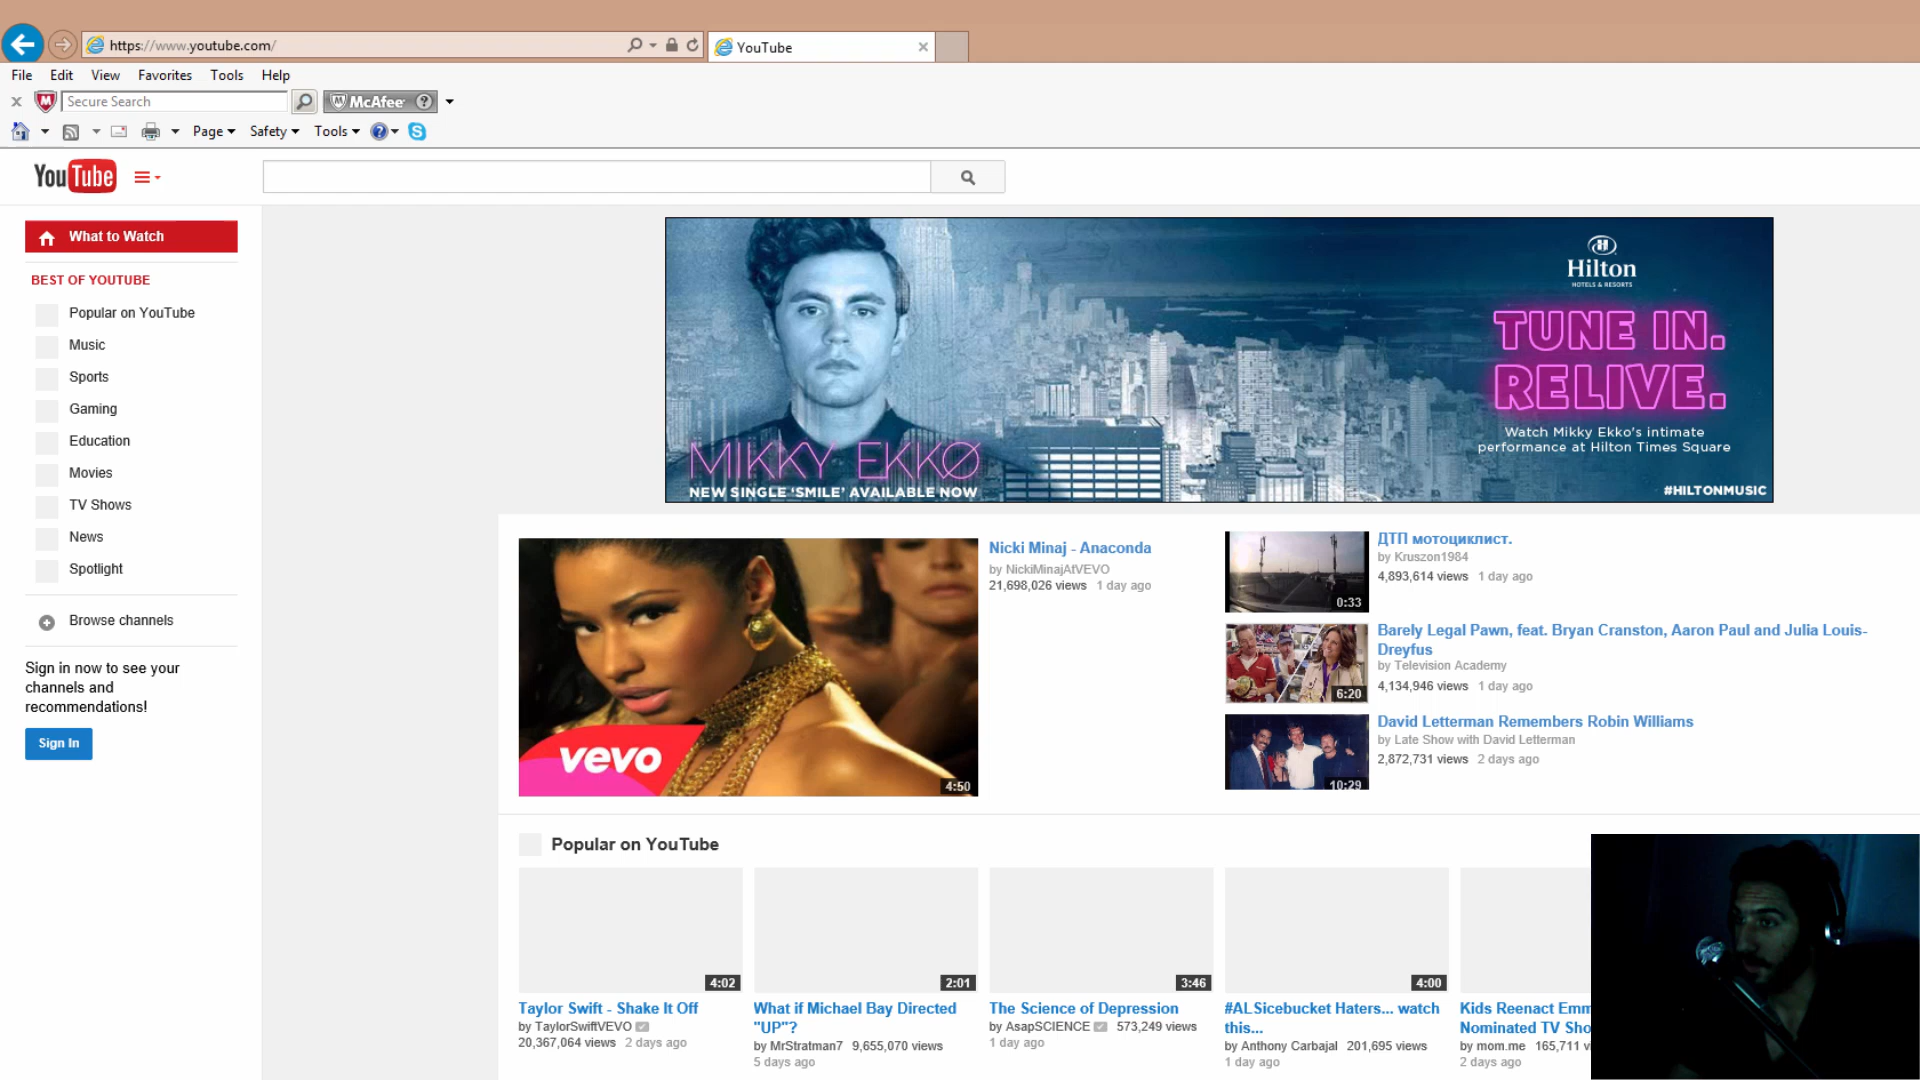 https://www.youtube.com/
YouTube
File Edit View Favorites Tools Help
Secure Search
McAfee
Page Safety Tools
YouTube
What to Watch
BEST OF YOUTUBE
Popular on YouTube
Music
Sports
Gaming
Education
Movies
TV Shows
News
Spotlight
Browse channels
Sign in now to see your
channels and
recommendations!
Sign In
MIKKY EKKØ
NEW SINGLE ‘SMILE’ AVAILABLE NOW
Hilton
HOTELS & RESORTS
TUNE IN.
RELIVE.
Watch Mikky Ekko's intimate
performance at Hilton Times Square
#HILTONMUSIC
vevo
4:50
Nicki Minaj - Anaconda
by NickiMinajAtVEVO
21,698,026 views 1 day ago
0:33
ДТП мотоциклист.
by Kruszon1984
4,893,614 views 1 day ago
6:20
Barely Legal Pawn, feat. Bryan Cranston, Aaron Paul and Julia Louis-
Dreyfus
by Television Academy
4,134,946 views 1 day ago
10:29
David Letterman Remembers Robin Williams
by Late Show with David Letterman
2,872,731 views 2 days ago
Popular on YouTube
4:02
Taylor Swift - Shake It Off
by TaylorSwiftVEVO
20,367,064 views 2 days ago
2:01
What if Michael Bay Directed
"UP"?
by MrStratman7 9,655,070 views
5 days ago
3:46
The Science of Depression
by AsapSCIENCE 573,249 views
1 day ago
4:00
#ALSicebucket Haters... watch
this...
by Anthony Carbajal 201,695 views
1 day ago
Kids Reenact Emm
Nominated TV Sho
by mom.me 165,711 v
2 days ago